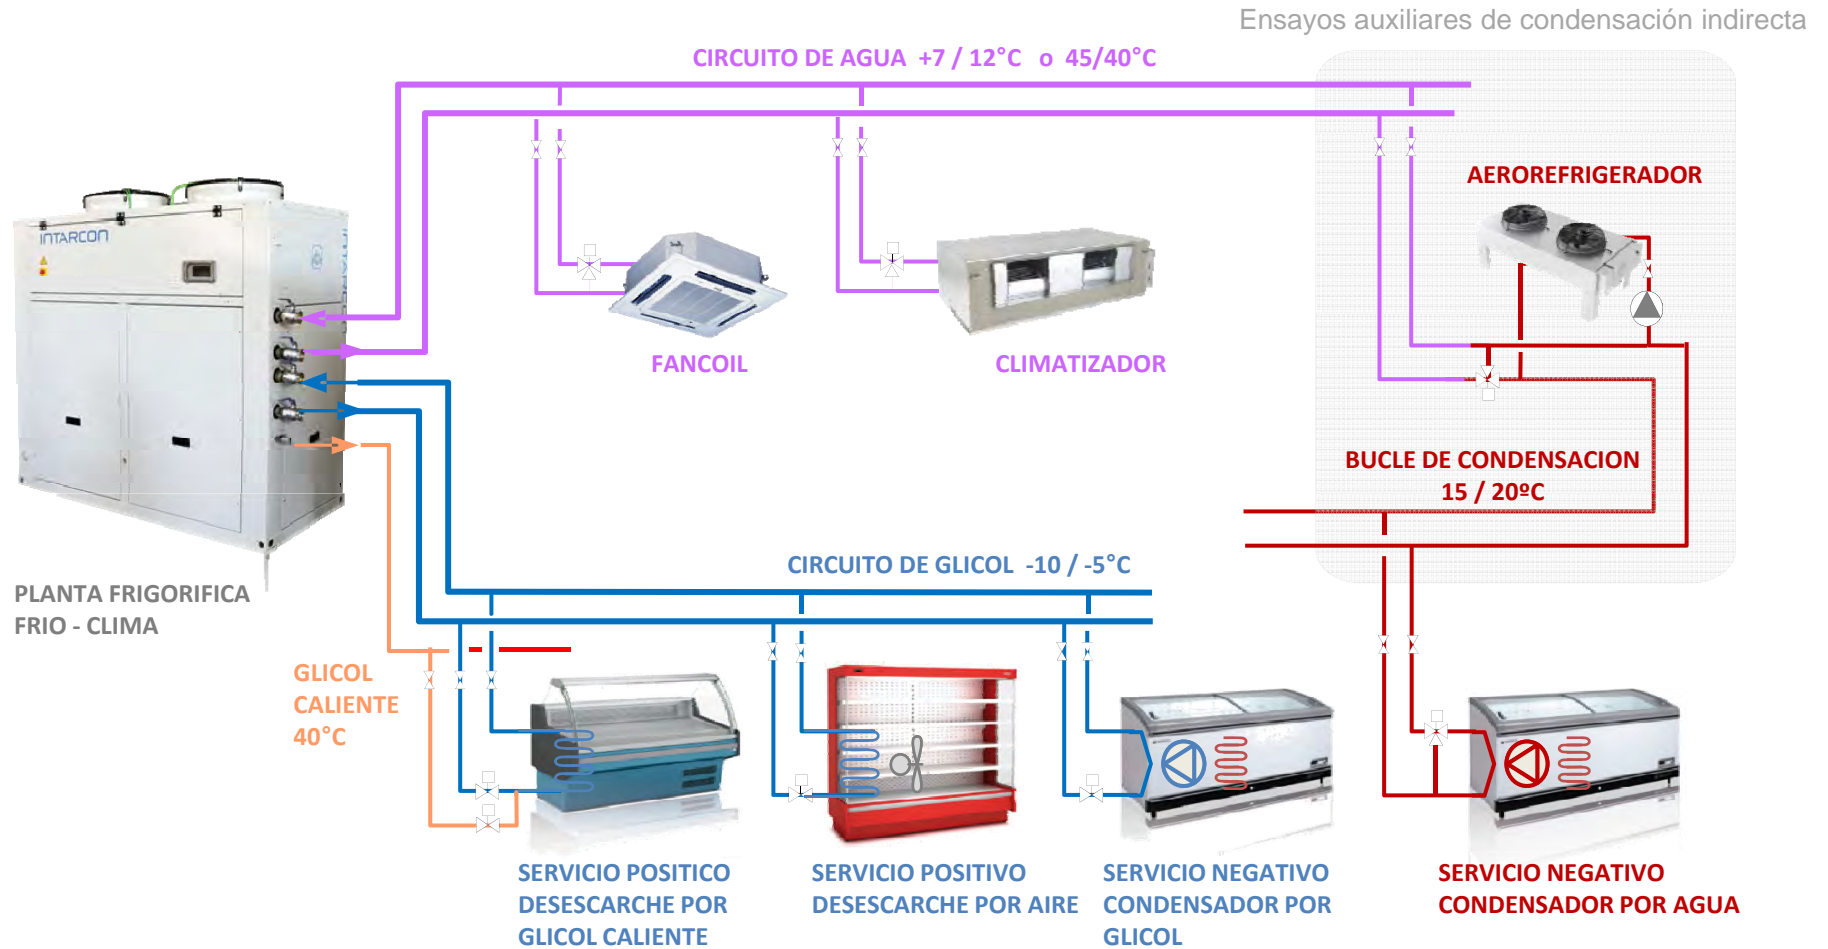 Ensayos auxiliares de condensación indirecta
CIRCUITO DE AGUA +7 / 12°C o 45/40°C
AEROREFRIGERADOR
INTARCON
FANCOIL
CLIMATIZADOR
BUCLE DE CONDENSACION
15 / 20ºC
CIRCUITO DE GLICOL -10 / -5°C
PLANTA FRIGORIFICA
FRIO - CLIMA
GLICOL
CALIENTE
40°C
SERVICIO POSITICO
DESESCARCHE POR
GLICOL CALIENTE
SERVICIO POSITIVO
DESESCARCHE POR AIRE
SERVICIO NEGATIVO
CONDENSADOR POR
GLICOL
SERVICIO NEGATIVO
CONDENSADOR POR AGUA